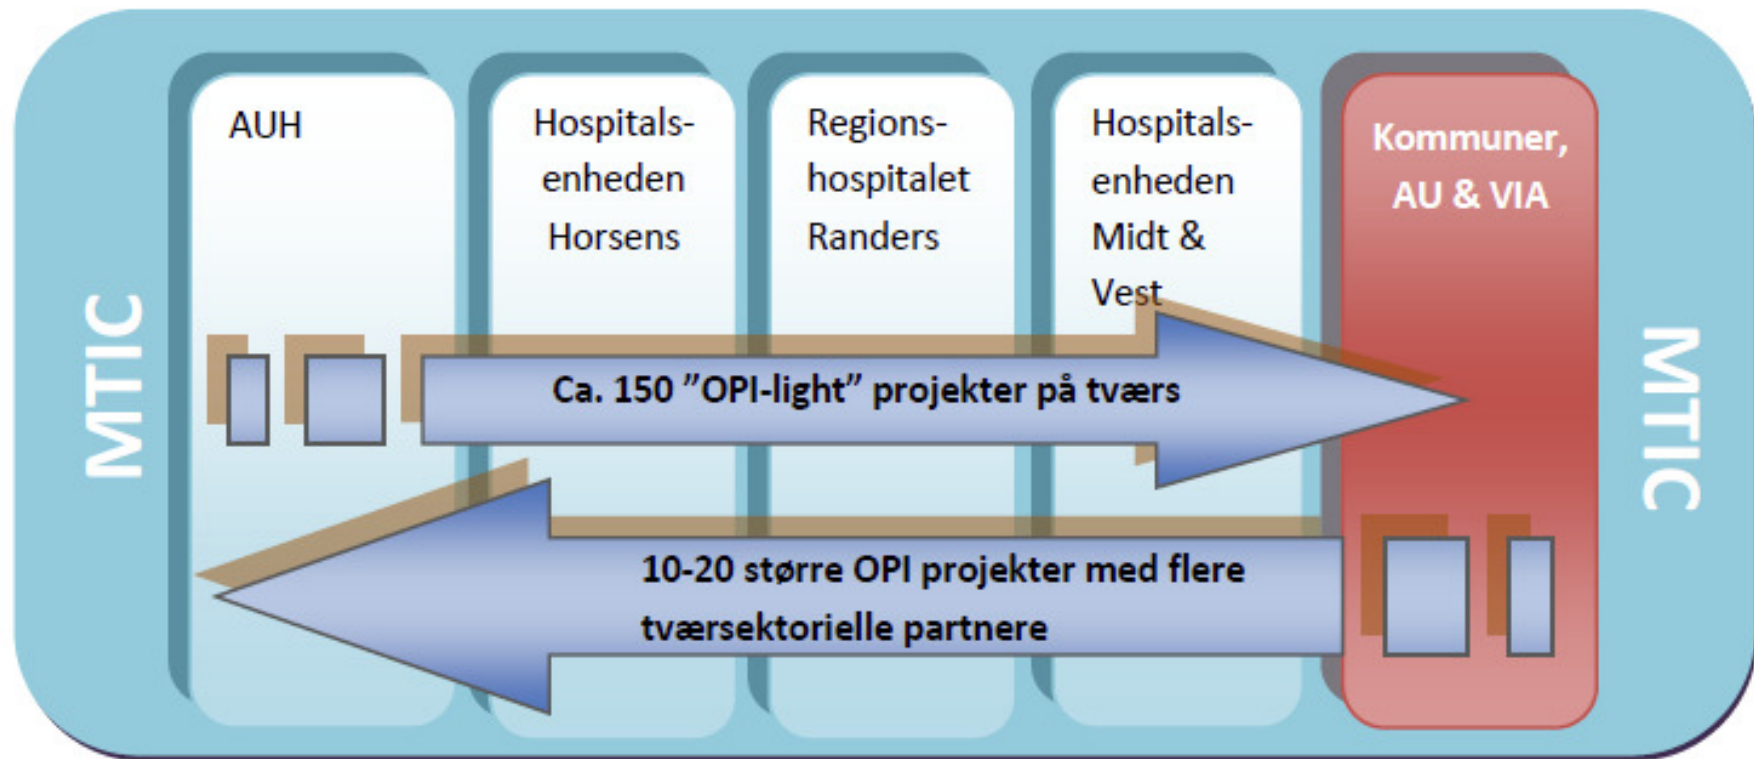 MTIC
AUH
Hospitals-
enheden
Horsens
Regions-
hospitalet
Randers
Hospitals-
enheden
Midt &
Vest
Kommuner,
AU & VIA
Ca. 150 ”OPI-light” projekter på tværs
10-20 større OPI projekter med flere
tværsektorielle partnere
MTIC